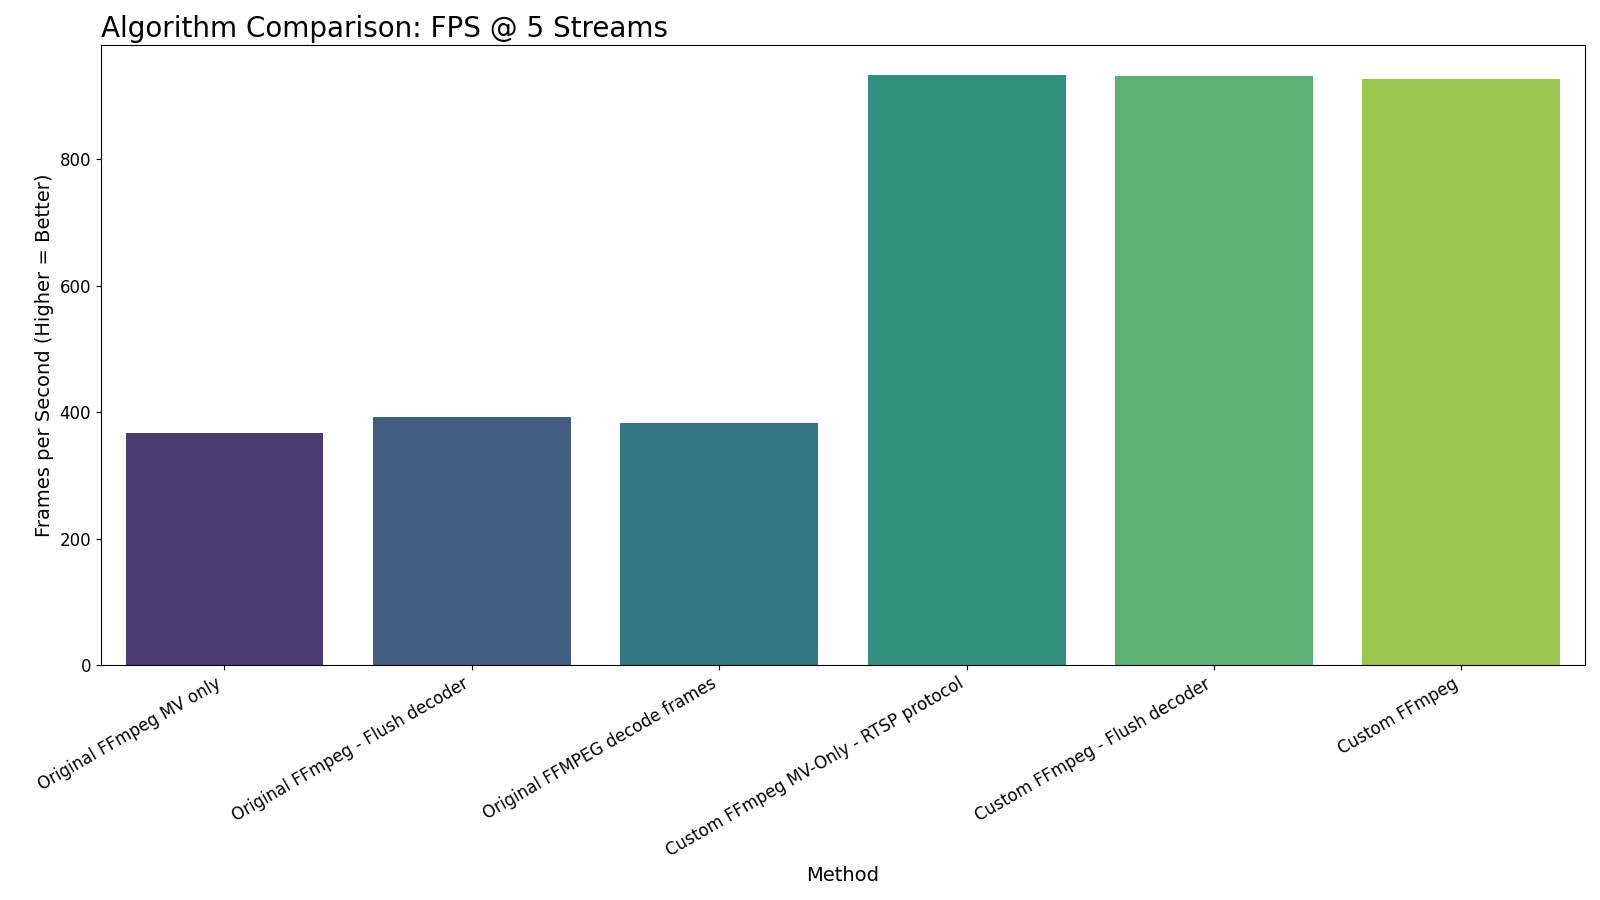 Algorithm Comparison: FPS @ 5 Streams
Frames per Second (Higher = Better)
800
600
400
200
0
Original FFmpeg MV only
Original FFmpeg - Flush decoder
Original FFMPEG decode frames
Custom FFmpeg MV-Only - RTSP protocol
Custom FFmpeg - Flush decoder
Custom FFmpeg
Method